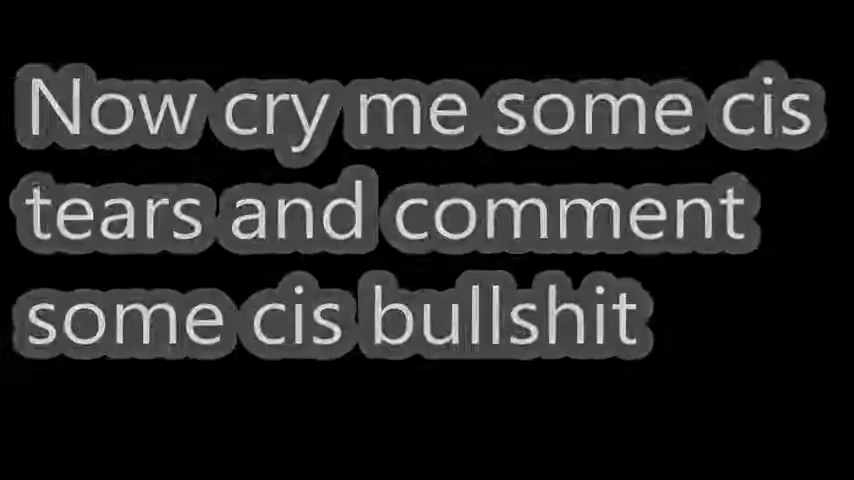 Now cry me some cis
tears and comment
some cis bullshit